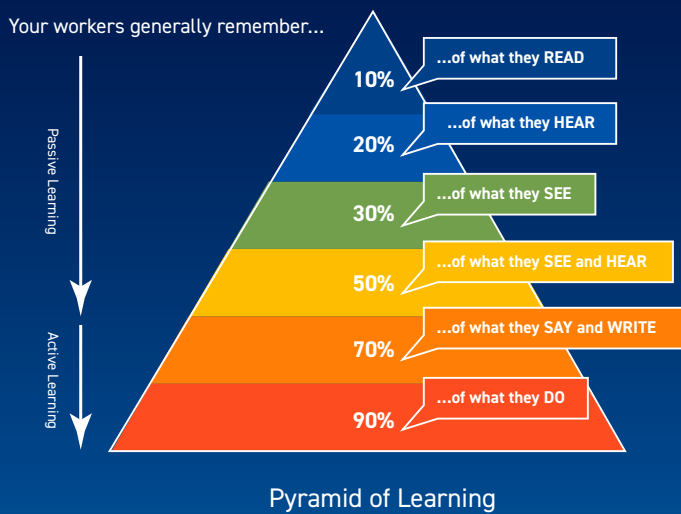 Your workers generally remember...
10%
...of what they READ
20%
...of what they HEAR
30%
...of what they SEE
50%
...of what they SEE and HEAR
70%
...of what they SAY and WRITE
90%
...of what they DO
Passive Learning
Active Learning
Pyramid of Learning